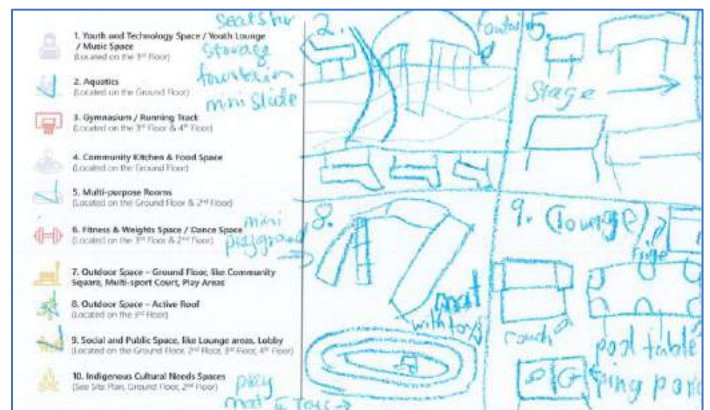 seats for
storage
fountain
mini slide
1. Youth and Technology Space / Youth Lounge
/ Music Space
(Located on the 3rd Floor)
2. Aquatics
(Located on the Ground Floor)
3. Gymnasium / Running Track
(Located on the 3rd Floor & 4th Floor)
4. Community Kitchen & Food Space
(Located on the Ground Floor)
5. Multi-purpose Rooms
(Located on the Ground Floor & 2nd Floor)
6. Fitness & Weights Space / Dance Space
(Located on the 3rd Floor & 2nd Floor)
mini
playground
7. Outdoor Space – Ground Floor, like Community
Square, Multi-sport Court, Play Areas
8. Outdoor Space – Active Roof
(Located on the 3rd Floor)
9. Social and Public Space, like Lounge areas, Lobby
(Located on the Ground Floor, 2nd Floor, 3rd Floor, 4th Floor)
10. Indigenous Cultural Needs Spaces
(See Site Plan, Ground Floor, 2nd Floor)
play
mat
2.
5.
Stage
8.
mat
with toys
9. (lounge)
couch
pool table
ping pong